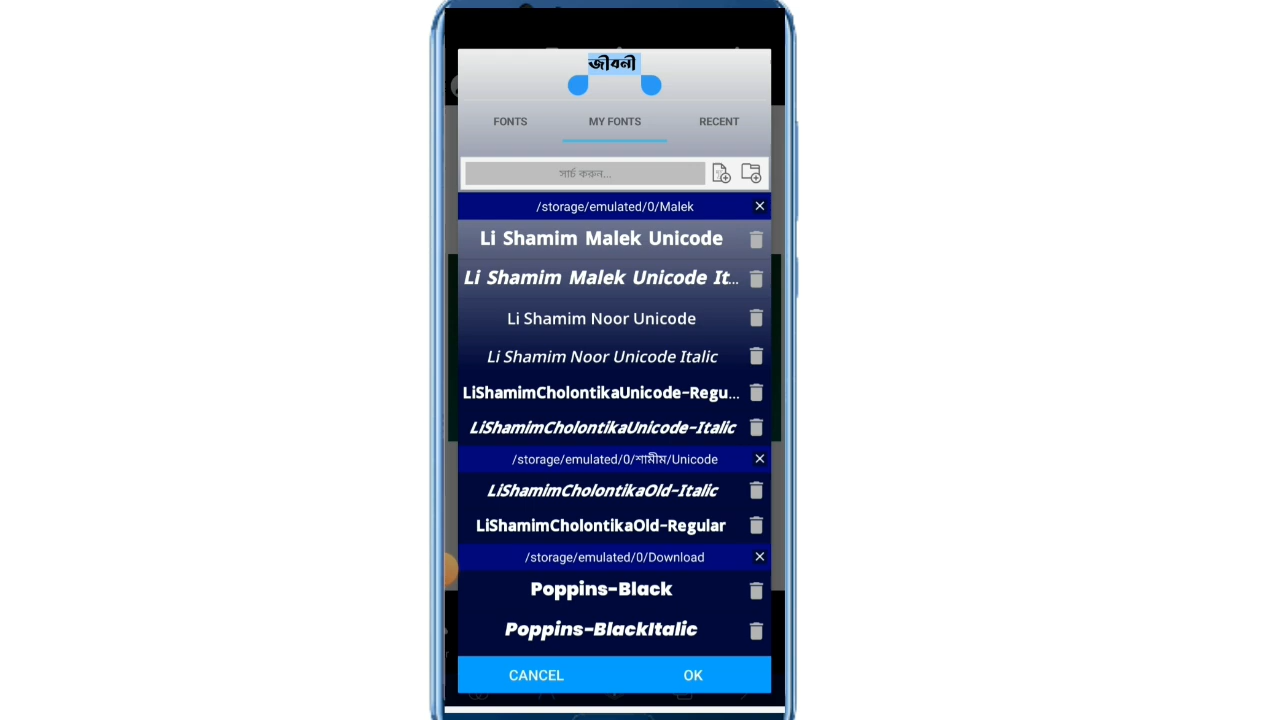 জীবনী
FONTS MY FONTS RECENT
সার্চ করুন...
/storage/emulated/0/Malek
Li Shamim Malek Unicode
Li Shamim Malek Unicode It...
Li Shamim Noor Unicode
Li Shamim Noor Unicode Italic
LiShamimCholontikaUnicode-Regu...
LiShamimCholontikaUnicode-Italic
/storage/emulated/0/শামীম/Unicode
LiShamimCholontikaOld-Italic
LiShamimCholontikaOld-Regular
/storage/emulated/0/Download
Poppins-Black
Poppins-BlackItalic
CANCEL OK